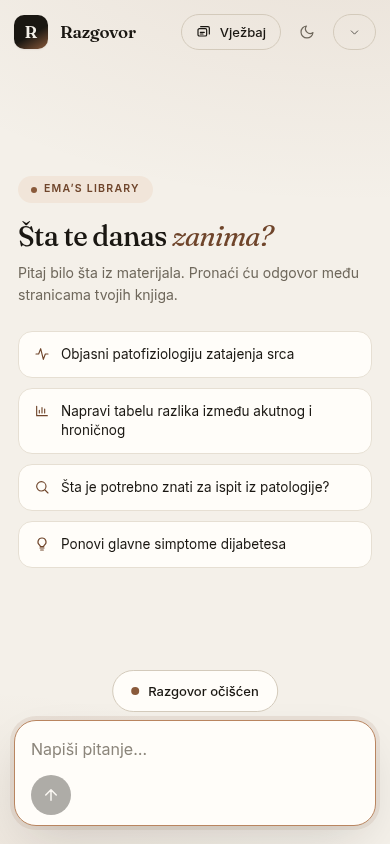 R
Razgovor
Vježbaj
EMA'S LIBRARY
Šta te danas zanima?
Pitaj bilo šta iz materijala. Pronaći ću odgovor među
stranicama tvojih knjiga.
Objasni patofiziologiju zatajenja srca
Napravi tabelu razlika između akutnog i
hroničnog
Šta je potrebno znati za ispit iz patologije?
Ponovi glavne simptome dijabetesa
Razgovor očišćen
Napiši pitanje...